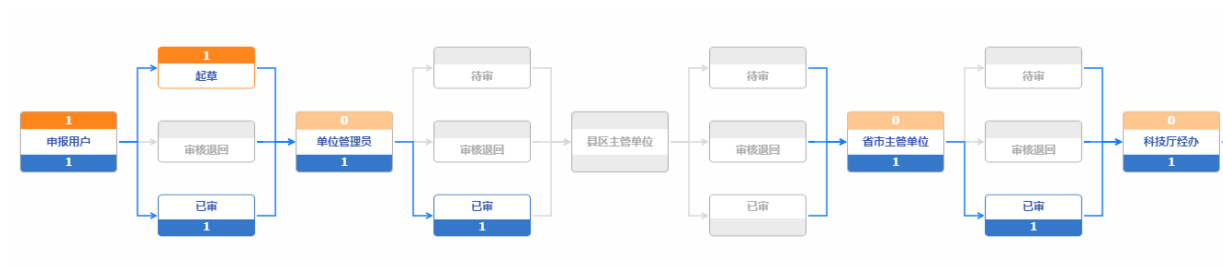 1
申报用户
1
1
起草
审核退回
已审
1
0
单位管理员
1
待审
审核退回
已审
1
县区主管单位
待审
审核退回
已审
0
省市主管单位
1
待审
审核退回
已审
1
0
科技厅经办
1